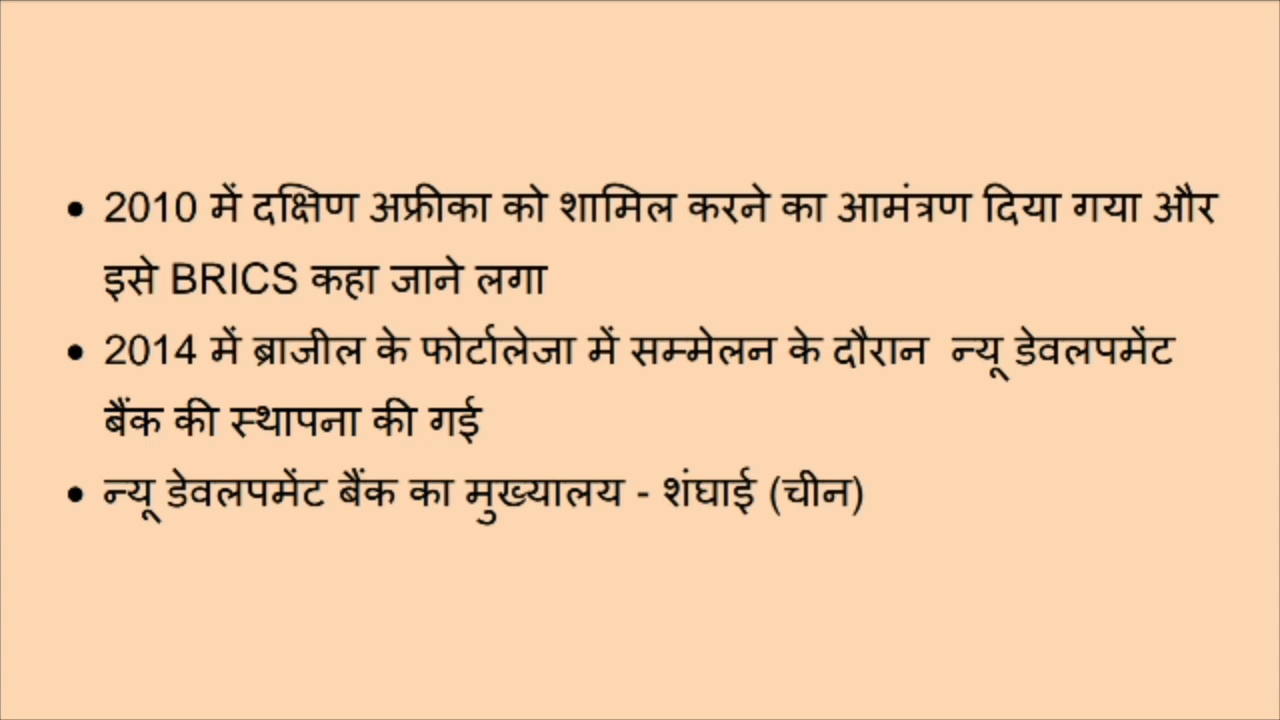 • 2010 में दक्षिण अफ्रीका को शामिल करने का आमंत्रण दिया गया और
इसे BRICS कहा जाने लगा
• 2014 में ब्राजील के फोर्टालेजा में सम्मेलन के दौरान न्यू डेवलपमेंट
बैंक की स्थापना की गई
• न्यू डेवलपमेंट बैंक का मुख्यालय - शंघाई (चीन)